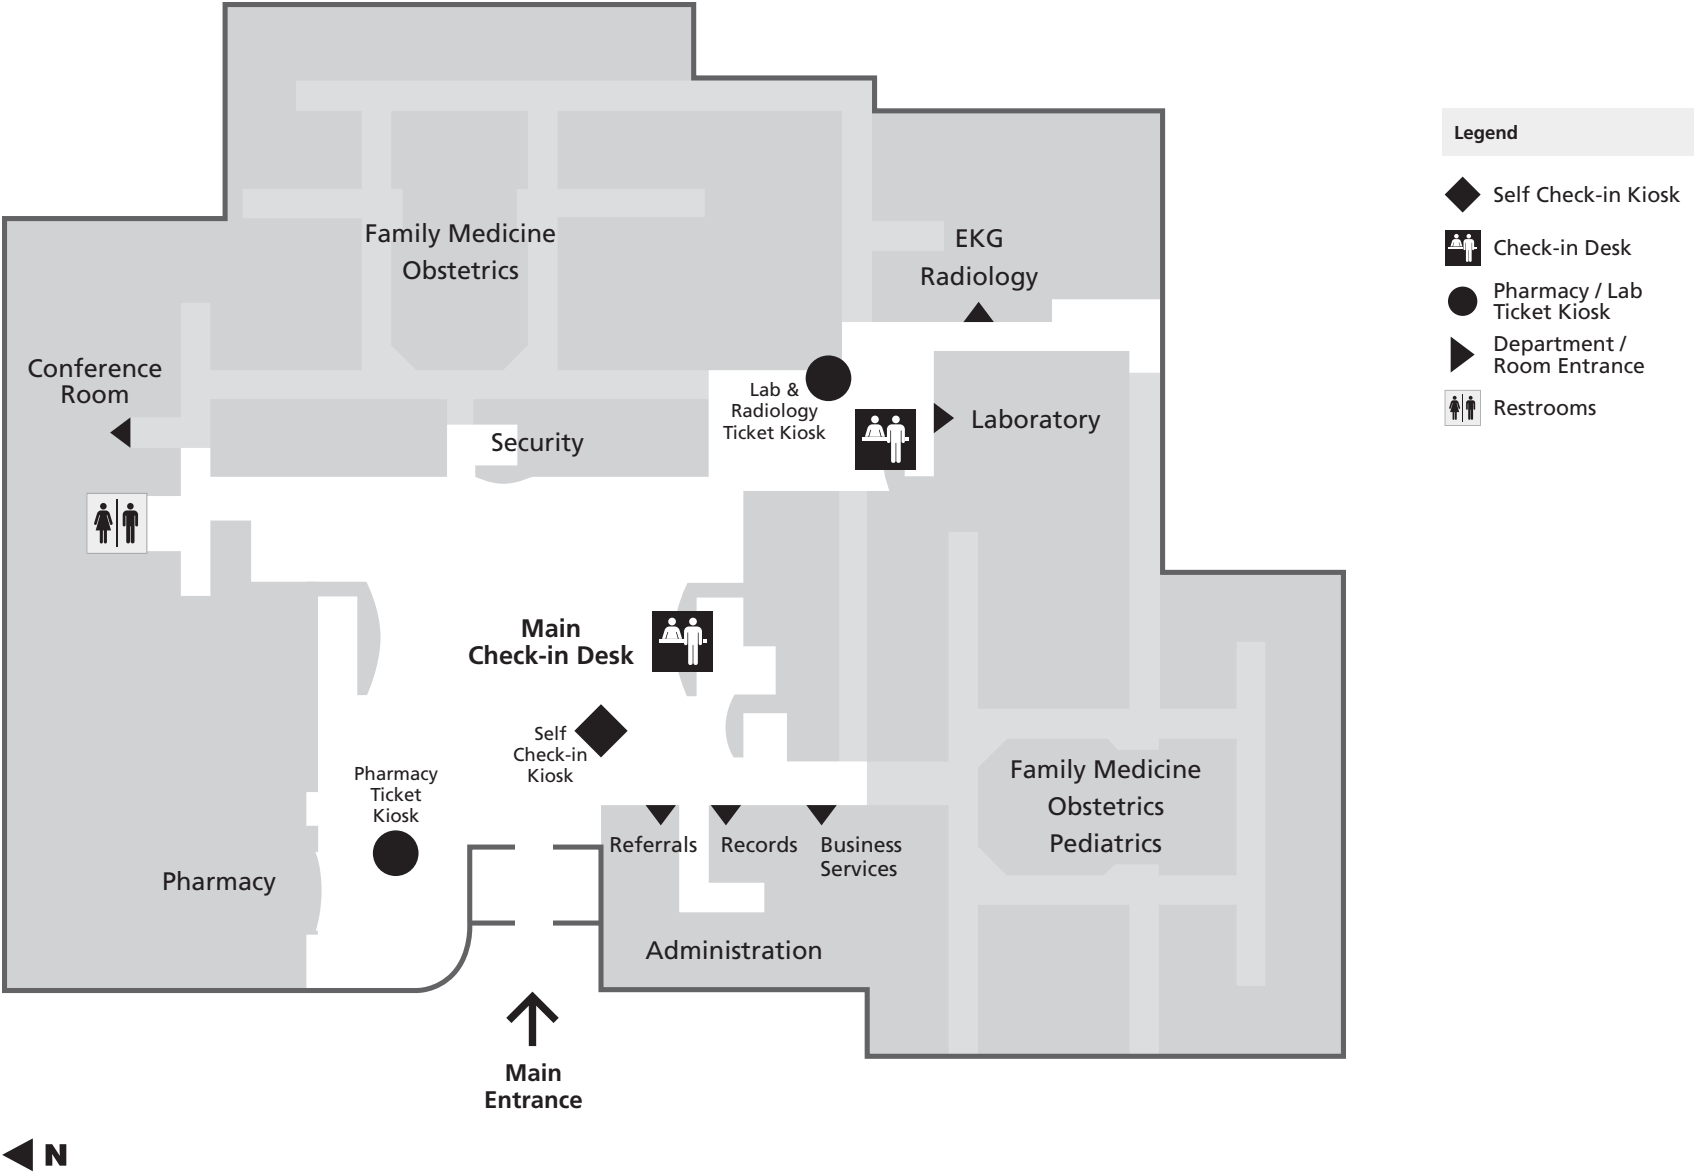 Family Medicine
Obstetrics
EKG
Radiology
Conference
Room
Lab &
Radiology
Ticket Kiosk
Laboratory
Security
Main
Check-in Desk
Self
Check-in
Kiosk
Pharmacy
Ticket
Kiosk
Pharmacy
Referrals
Records
Business
Services
Administration
Family Medicine
Obstetrics
Pediatrics
Main
Entrance
N
Legend
Self Check-in Kiosk
Check-in Desk
Pharmacy / Lab
Ticket Kiosk
Department /
Room Entrance
Restrooms